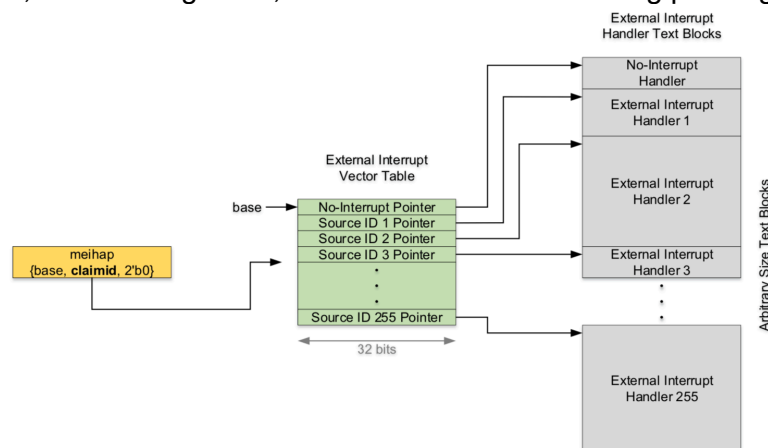 External Interrupt
Handler Text Blocks
No-Interrupt
Handler
External Interrupt
Handler 1
External Interrupt
Vector Table
External Interrupt
Handler 2
base
No-Interrupt Pointer
Source ID 1 Pointer
Source ID 2 Pointer
Source ID 3 Pointer
meihap
{base, claimid, 2'b0}
External Interrupt
Handler 3
Arbitrary Size Text Blocks
Source ID 255 Pointer
32 bits
External Interrupt
Handler 255